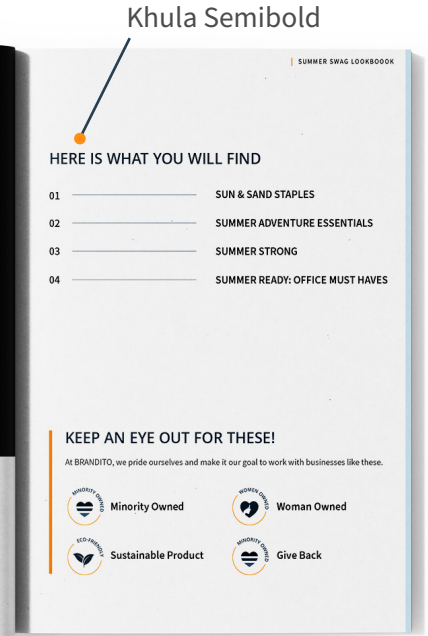 Khula Semibold
SUMMER SWAG LOOKBOOOK
HERE IS WHAT YOU WILL FIND
01 SUN & SAND STAPLES
02 SUMMER ADVENTURE ESSENTIALS
03 SUMMER STRONG
04 SUMMER READY: OFFICE MUST HAVES
KEEP AN EYE OUT FOR THESE!
At BRANDITO, we pride ourselves and make it our goal to work with businesses like these.
MINORITY OWNED
Minority Owned
WOMEN OWNED
Woman Owned
ECO-FRIENDLY
Sustainable Product
MINORITY OWNED
Give Back